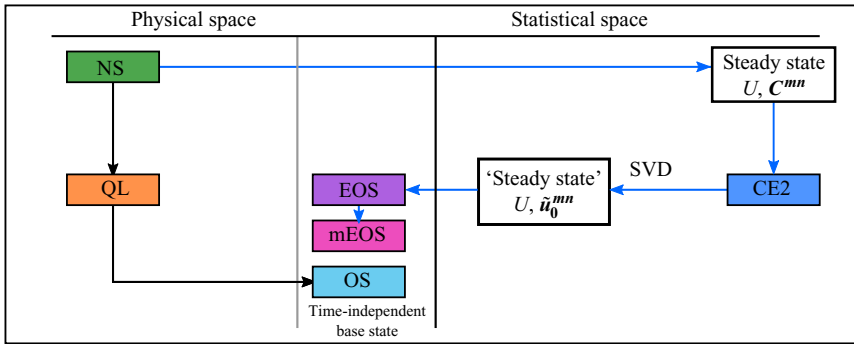 Physical space
Statistical space
NS
Steady state
U, C^{mn}
QL
EOS
'Steady state'
U, ũ_0^{mn}
SVD
CE2
mEOS
OS
Time-independent
base state